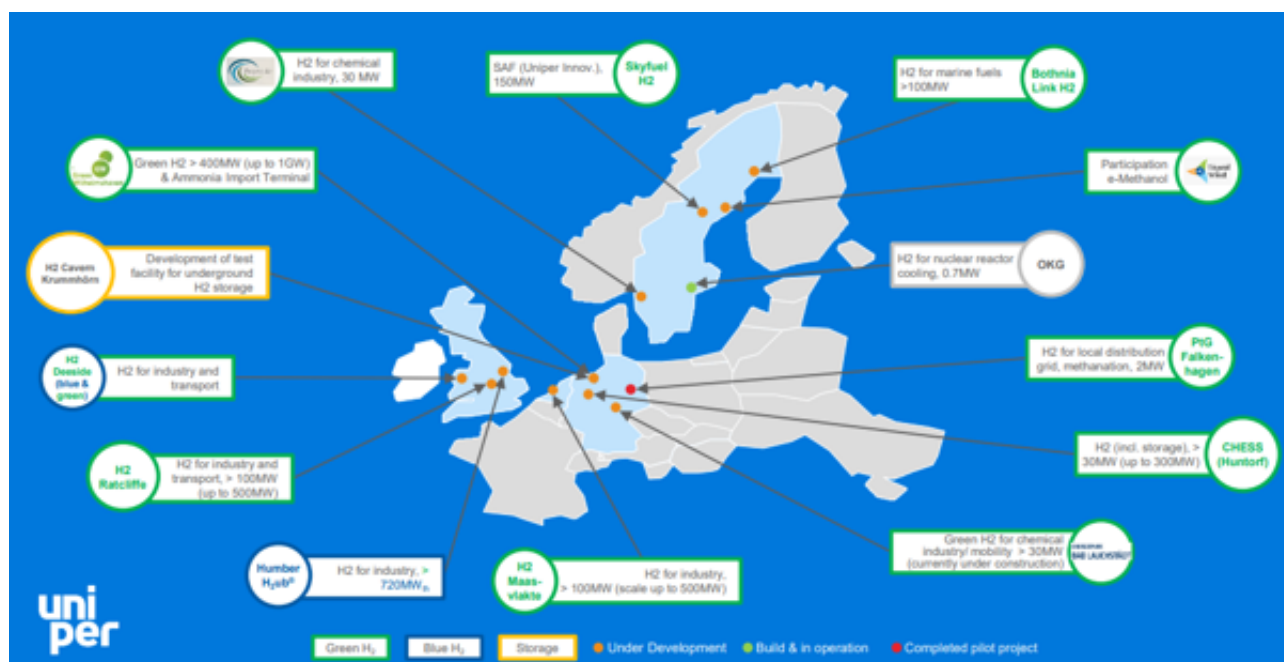 H2 for chemical
industry, 30 MW
SAF (Uniper Innov.),
150MW
Skyfuel
H2
H2 for marine fuels
>100MW
Bothnia
Link H2
Green H2 > 400MW (up to 1GW)
& Ammonia Import Terminal
Participation
e-Methanol
H2 Cavern
Krummhörn
Development of test
facility for underground
H2 storage
H2 for nuclear reactor
cooling, 0.7MW
OKG
H2
Deeside
(blue &
green)
H2 for industry and
transport
H2 for local distribution
grid, methanation, 2MW
PtG
Falken-
hagen
H2
Ratcliffe
H2 for industry and
transport, > 100MW
(up to 500MW)
H2 (incl. storage), >
30MW (up to 300MW)
CHESS
(Huntorf)
Humber
H₂ub®
H2 for industry, >
720MW
H2
Maas-
vlakte
H2 for industry,
> 100MW (scale up to 500MW)
Green H2 for chemical
industry/ mobility > 30MW
(currently under construction)
BAD LAUCHSTÄDT
uni
per
Green H₂
Blue H₂
Storage
Under Development
Build & in operation
Completed pilot project